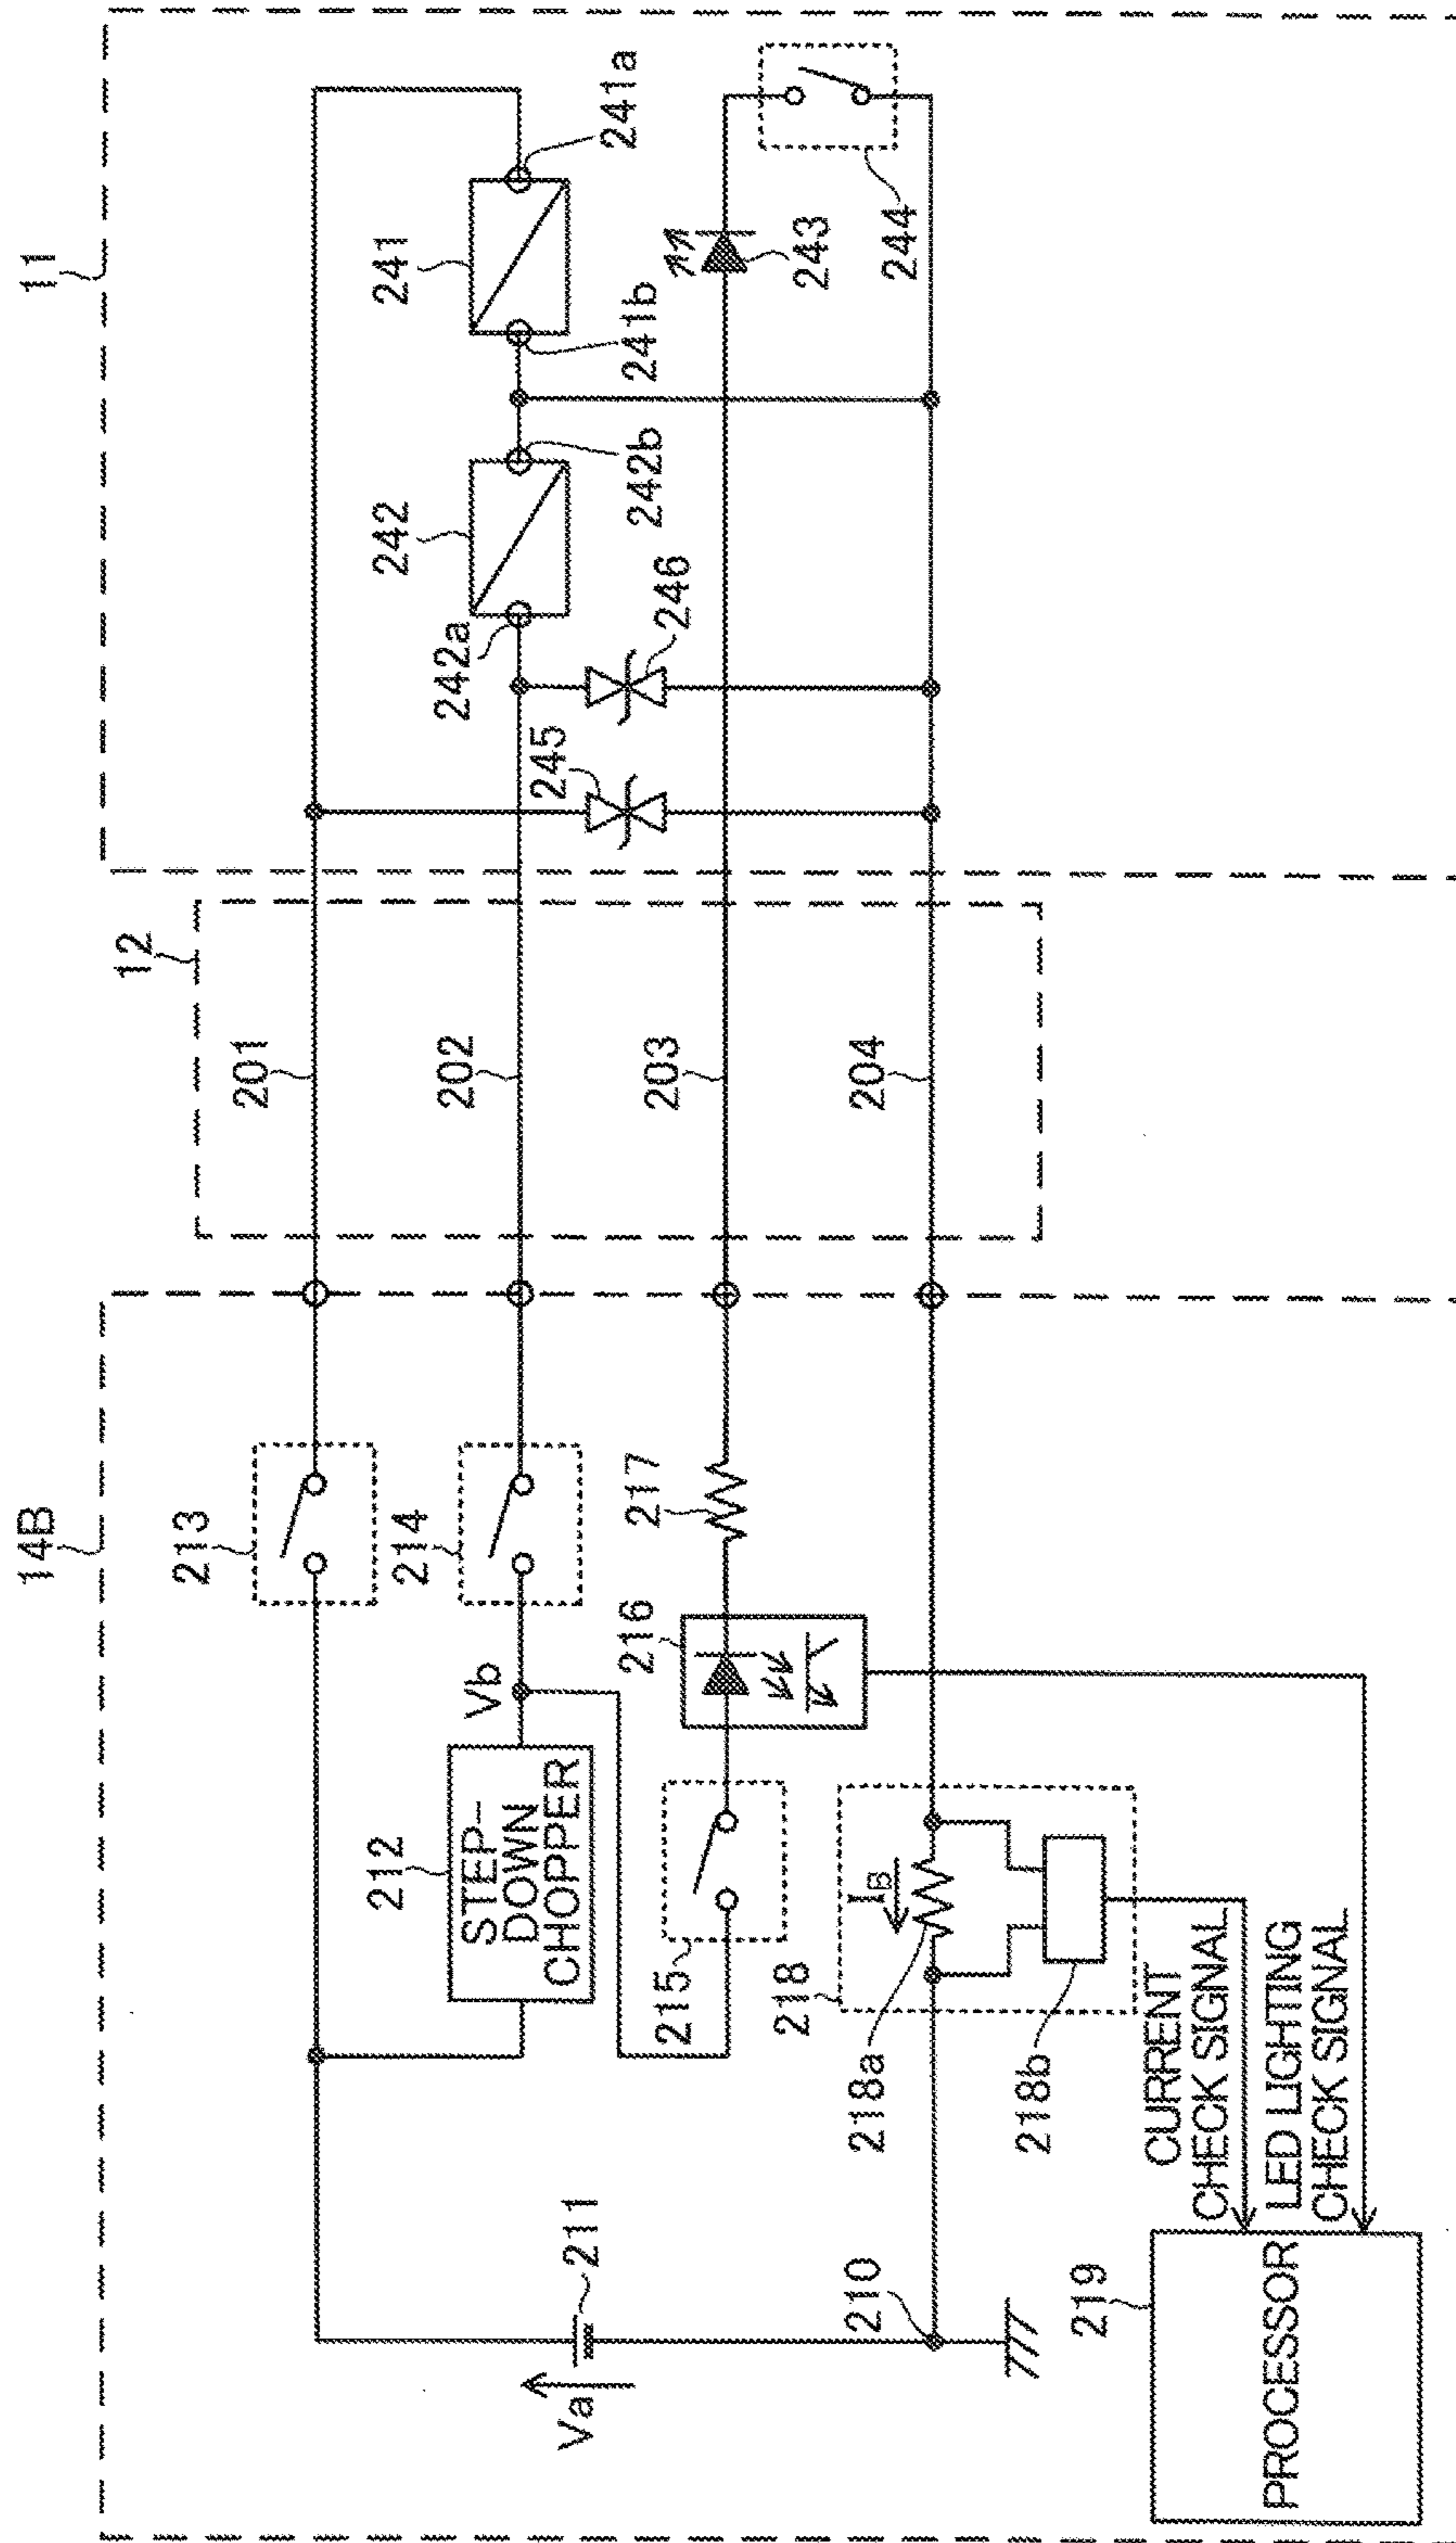 14B
12
11
213
201
214
202
241
241a
242
241b
242b
242a
Vb
212
STEP-
DOWN
CHOPPER
216
217
203
245
246
243
244
215
218
204
I_B
218a
218b
Va
211
210
219
PROCESSOR
CURRENT
CHECK SIGNAL
LED LIGHTING
CHECK SIGNAL